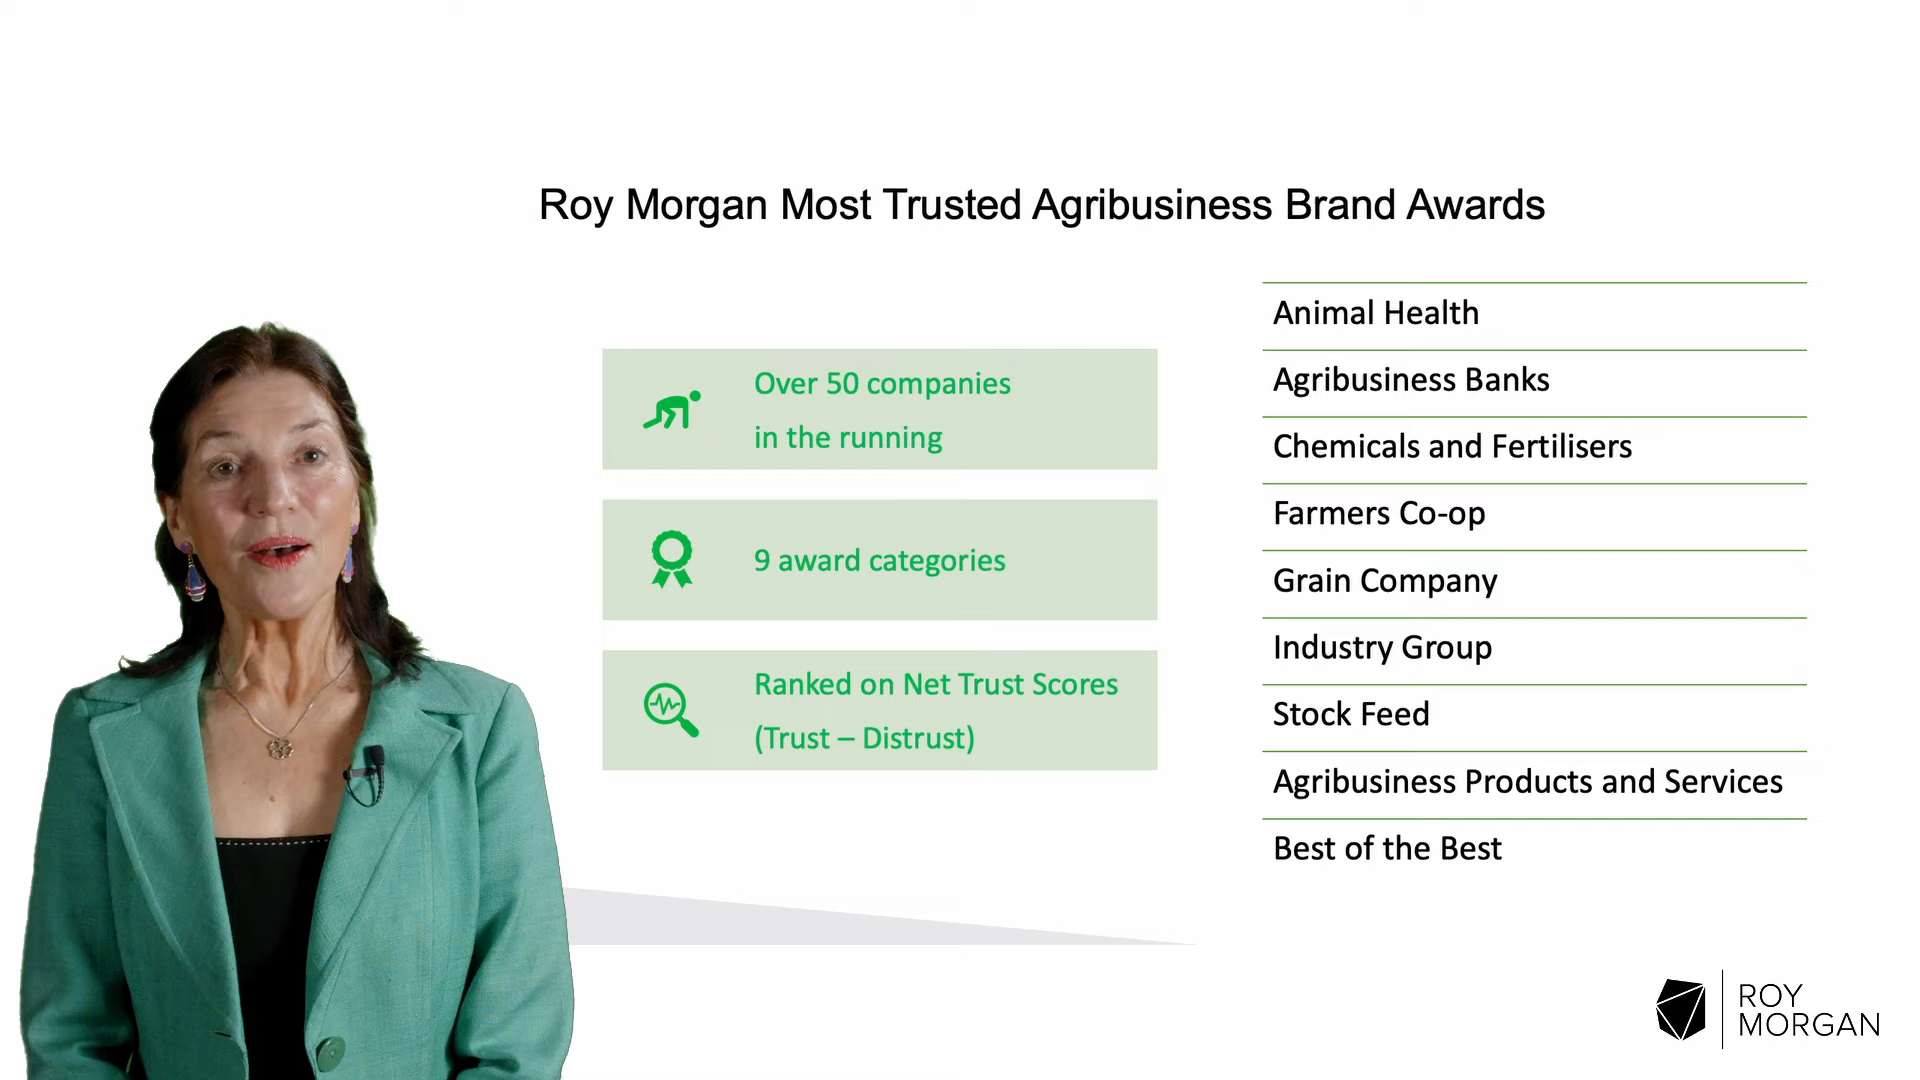 Roy Morgan Most Trusted Agribusiness Brand Awards
Over 50 companies
in the running
9 award categories
Ranked on Net Trust Scores
(Trust – Distrust)
Animal Health
Agribusiness Banks
Chemicals and Fertilisers
Farmers Co-op
Grain Company
Industry Group
Stock Feed
Agribusiness Products and Services
Best of the Best
ROY
MORGAN